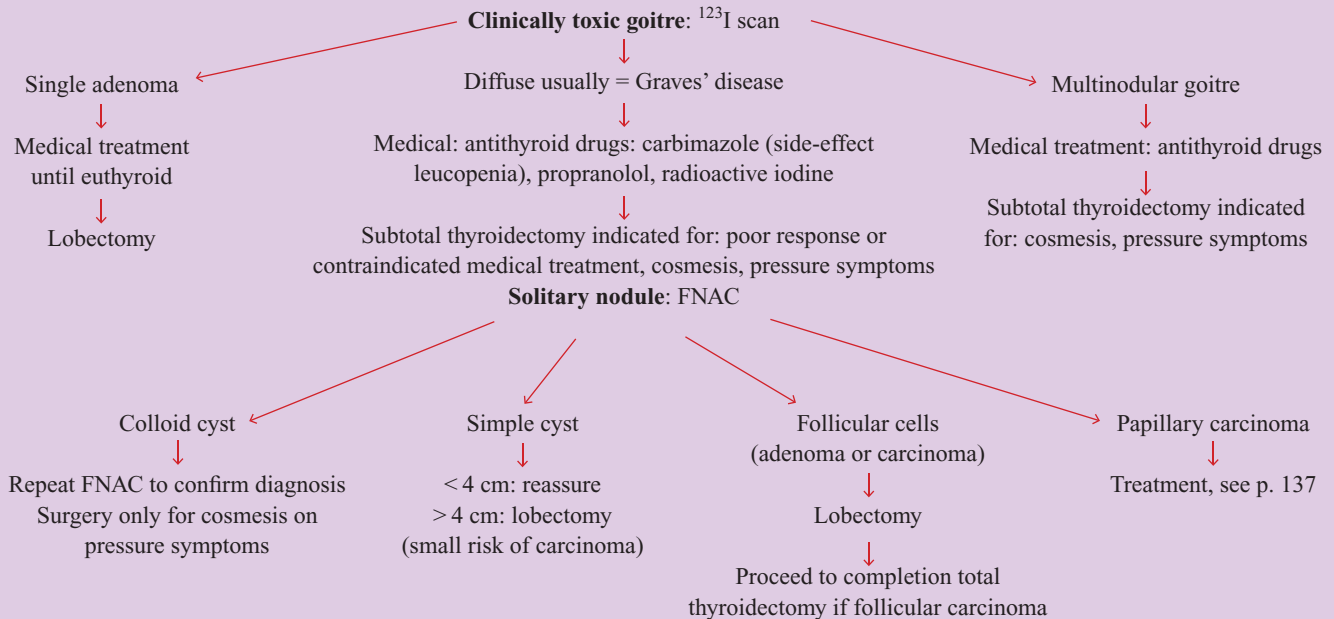 Clinically toxic goitre: ¹²³I scan
Single adenoma
Medical treatment
until euthyroid
Lobectomy
Diffuse usually = Graves’ disease
Medical: antithyroid drugs: carbimazole (side-effect
leucopenia), propranolol, radioactive iodine
Subtotal thyroidectomy indicated for: poor response or
contraindicated medical treatment, cosmesis, pressure symptoms
Multinodular goitre
Medical treatment: antithyroid drugs
Subtotal thyroidectomy indicated
for: cosmesis, pressure symptoms
Solitary nodule: FNAC
Colloid cyst
Repeat FNAC to confirm diagnosis
Surgery only for cosmesis on
pressure symptoms
Simple cyst
< 4 cm: reassure
> 4 cm: lobectomy
(small risk of carcinoma)
Follicular cells
(adenoma or carcinoma)
Lobectomy
Proceed to completion total
thyroidectomy if follicular carcinoma
Papillary carcinoma
Treatment, see p. 137